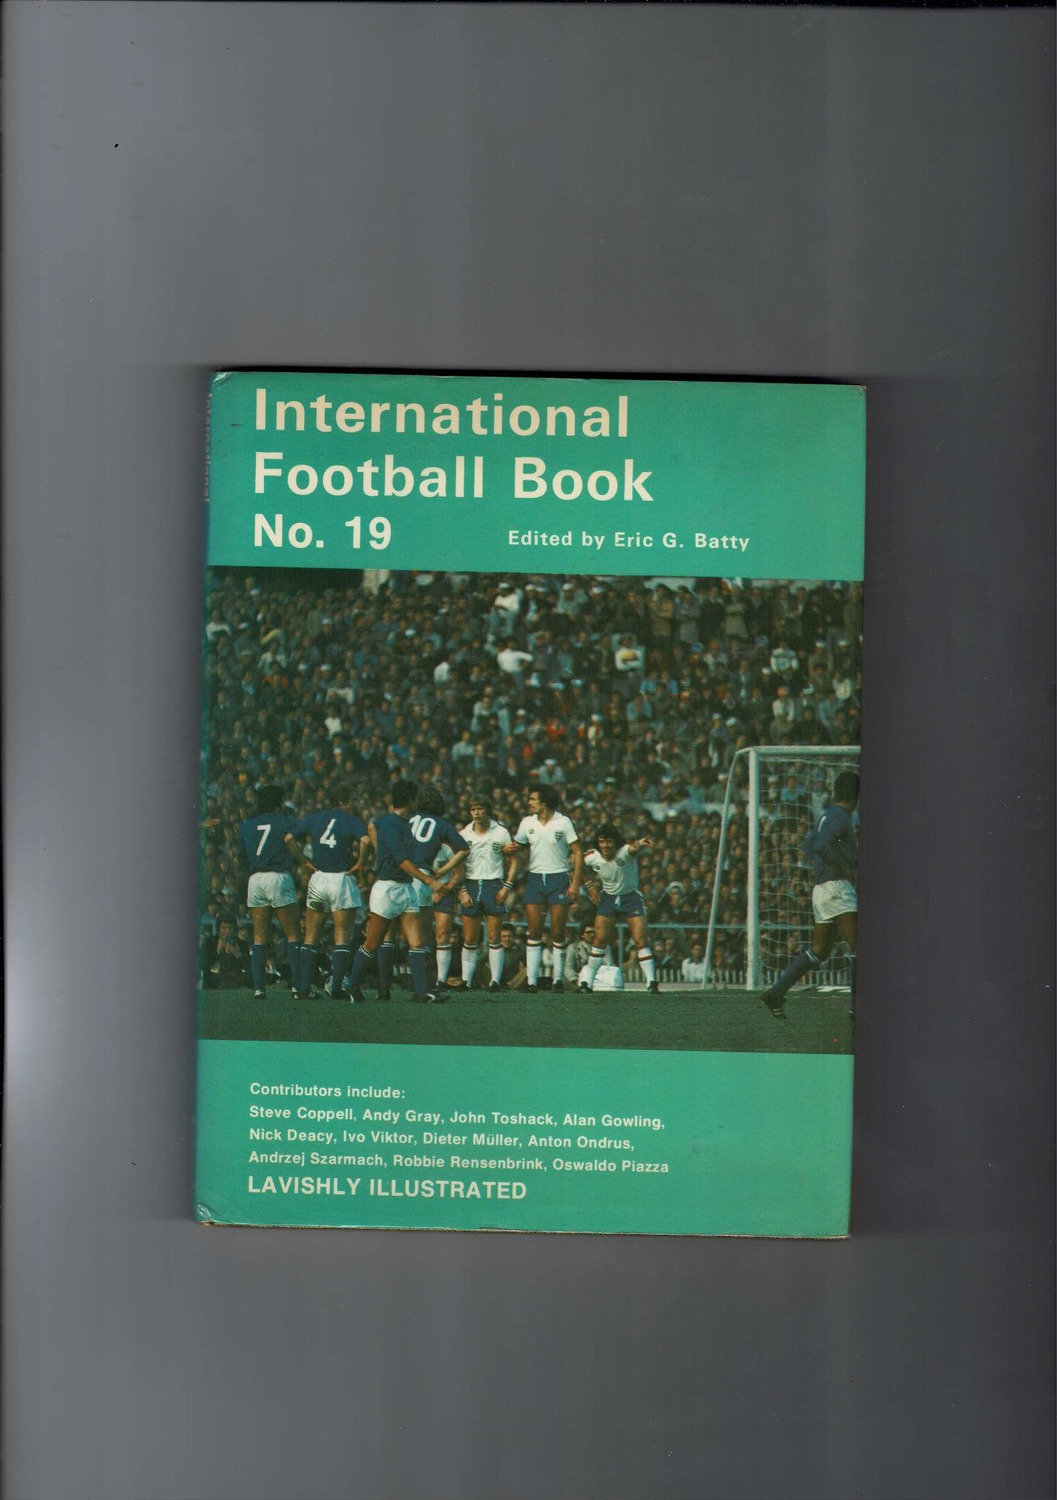 International
Football Book
No. 19
Edited by Eric G. Batty
International
7
4
10
Contributors include:
Steve Coppell, Andy Gray, John Toshack, Alan Gowling,
Nick Deacy, Ivo Viktor, Dieter Müller, Anton Ondrus,
Andrzej Szarmach, Robbie Rensenbrink, Oswaldo Piazza
LAVISHLY ILLUSTRATED